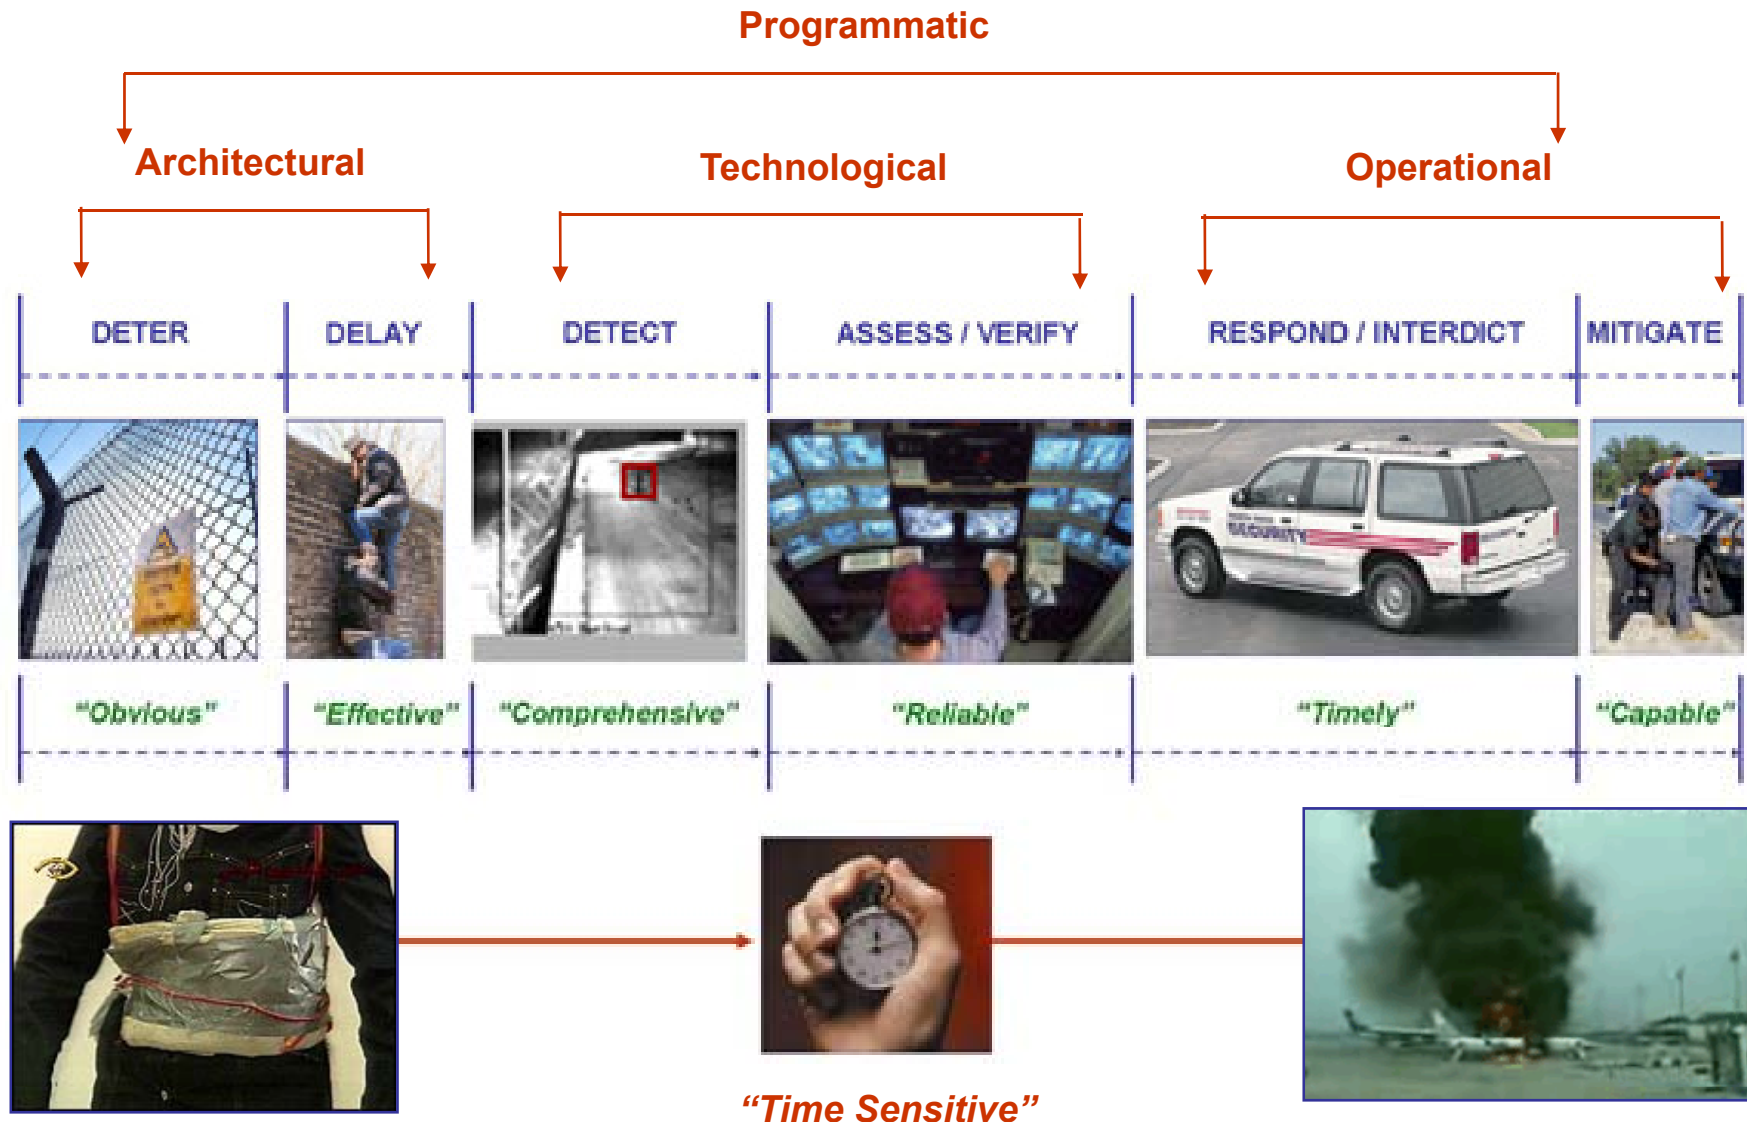 Programmatic
Architectural
Technological
Operational
DETER
DELAY
DETECT
ASSESS / VERIFY
RESPOND / INTERDICT
MITIGATE
SECURITY
“Obvious”
“Effective”
“Comprehensive”
“Reliable”
“Timely”
“Capable”
“Time Sensitive”